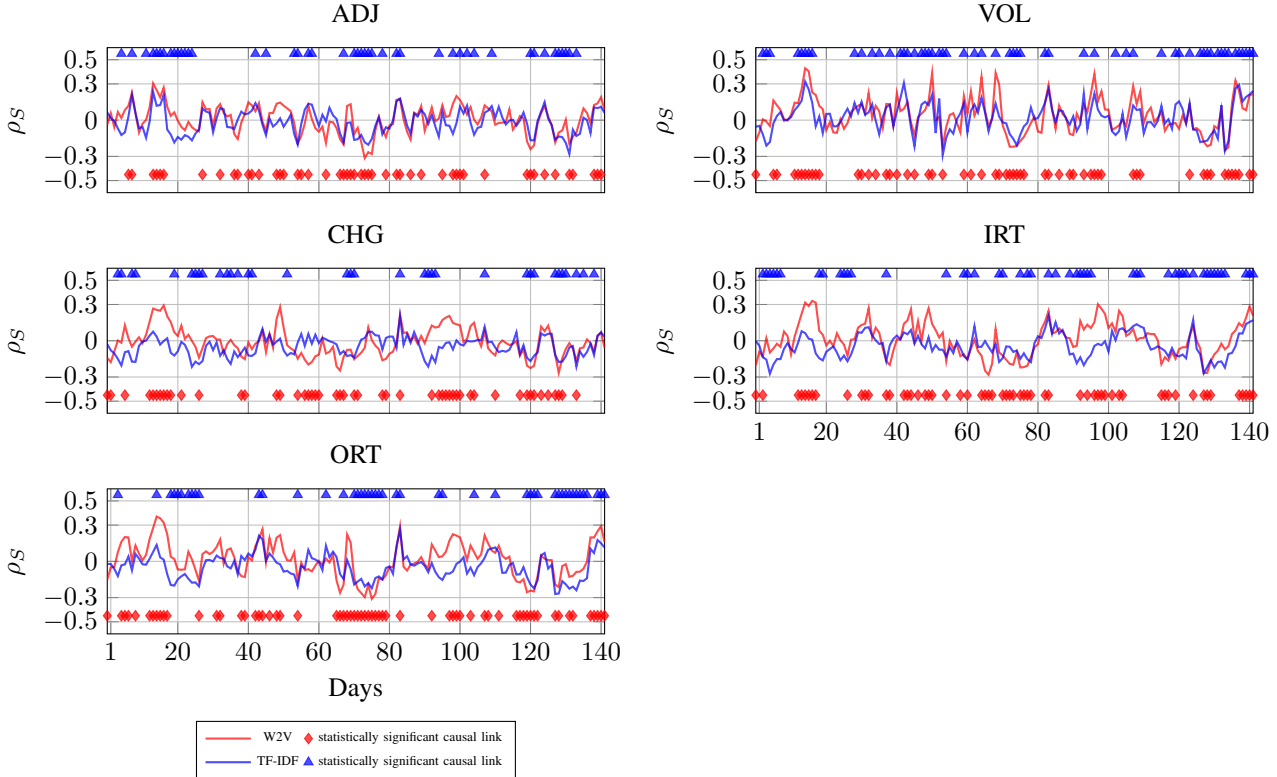 ADJ
VOL
0.5
0.3
0
−0.3
−0.5
ρS
0.5
0.3
0
−0.3
−0.5
ρS
CHG
IRT
0.5
0.3
0
−0.3
−0.5
ρS
0.5
0.3
0
−0.3
−0.5
ρS
1 20 40 60 80 100 120 140
ORT
0.5
0.3
0
−0.3
−0.5
ρS
1 20 40 60 80 100 120 140
Days
W2V statistically significant causal link
TF-IDF statistically significant causal link